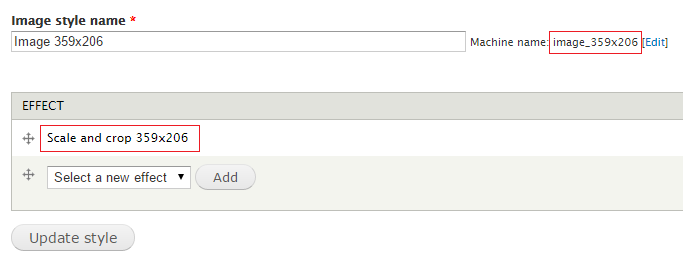 Image style name *
Image 359x206 Machine name: image_359x206 [Edit]
EFFECT
Scale and crop 359x206
Select a new effect Add
Update style